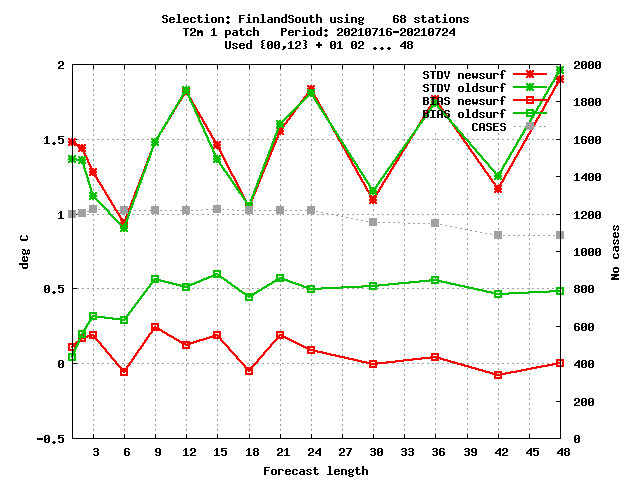 Selection: FinlandSouth using    68 stations
T2m 1 patch   Period: 20210716-20210724
Used {00,12} + 01 02 ... 48
STDV newsurf
STDV oldsurf
BIAS newsurf
BIAS oldsurf
CASES
deg C
2
1.5
1
0.5
0
-0.5
No cases
2000
1800
1600
1400
1200
1000
800
600
400
200
0
3 6 9 12 15 18 21 24 27 30 33 36 39 42 45 48
Forecast length